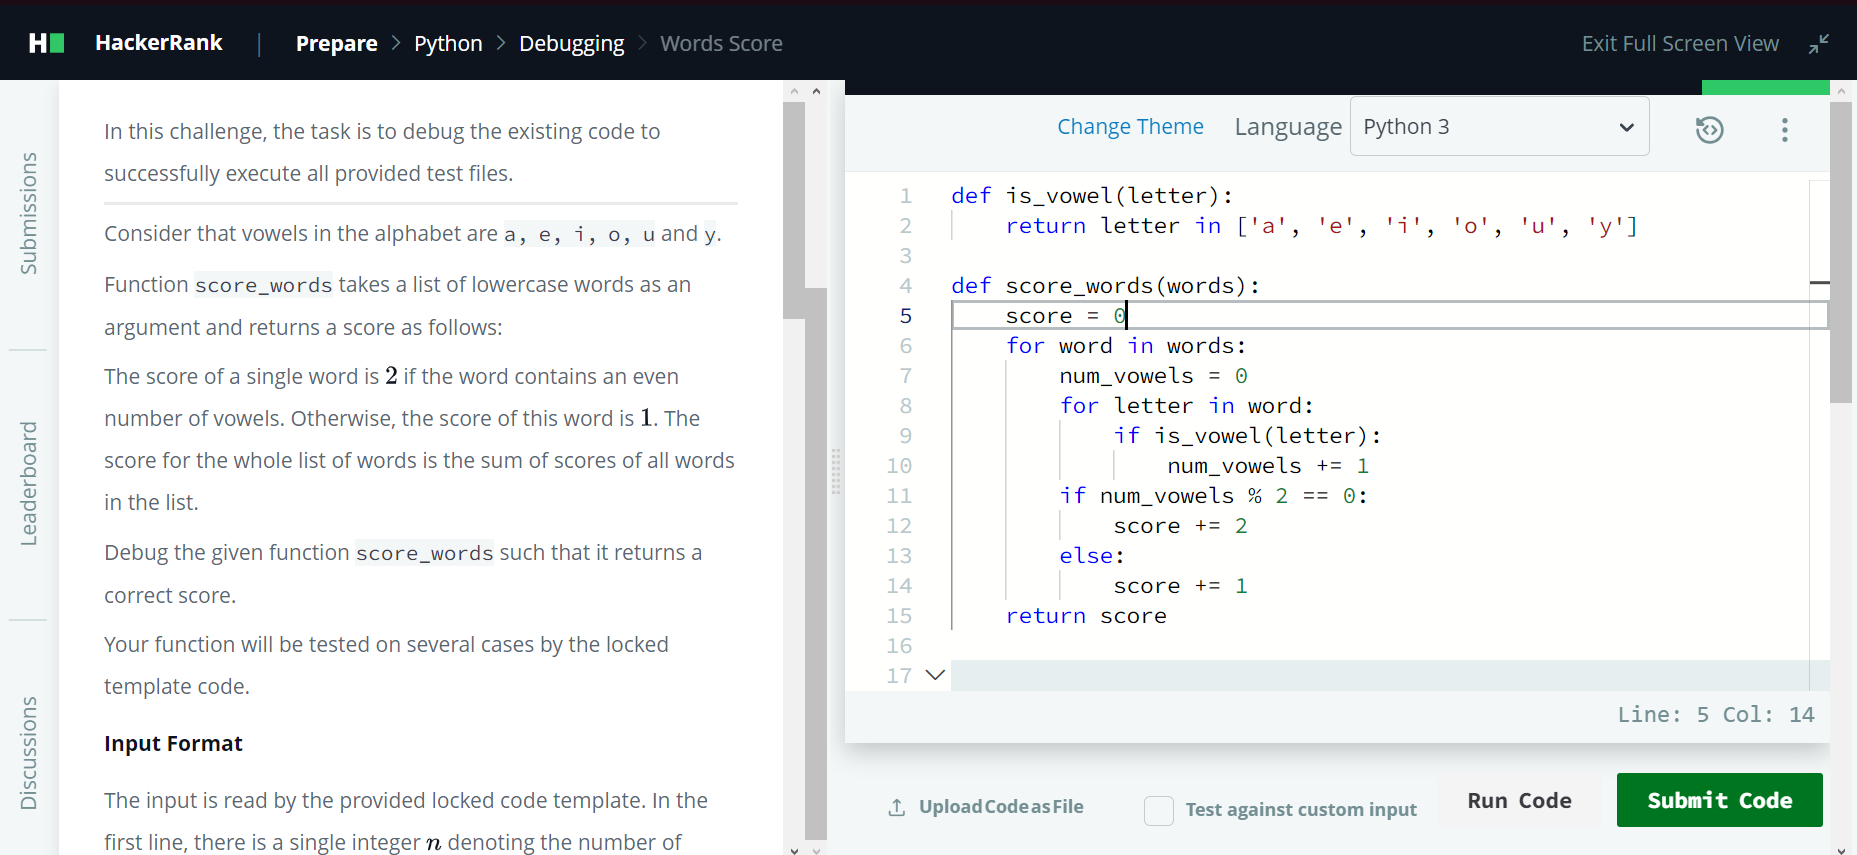 HackerRank | Prepare > Python > Debugging > Words Score
Exit Full Screen View
Submissions
Leaderboard
Discussions
In this challenge, the task is to debug the existing code to
successfully execute all provided test files.
Consider that vowels in the alphabet are a, e, i, o, u and y.
Function score_words takes a list of lowercase words as an
argument and returns a score as follows:
The score of a single word is 2 if the word contains an even
number of vowels. Otherwise, the score of this word is 1. The
score for the whole list of words is the sum of scores of all words
in the list.
Debug the given function score_words such that it returns a
correct score.
Your function will be tested on several cases by the locked
template code.
Input Format
The input is read by the provided locked code template. In the
first line, there is a single integer n denoting the number of
Change Theme Language Python 3
1 def is_vowel(letter):
2 return letter in ['a', 'e', 'i', 'o', 'u', 'y']
3
4 def score_words(words):
5 score = 0
6 for word in words:
7 num_vowels = 0
8 for letter in word:
9 if is_vowel(letter):
10 num_vowels += 1
11 if num_vowels % 2 == 0:
12 score += 2
13 else:
14 score += 1
15 return score
16
17
Line: 5 Col: 14
Upload Code as File
Test against custom input
Run Code
Submit Code